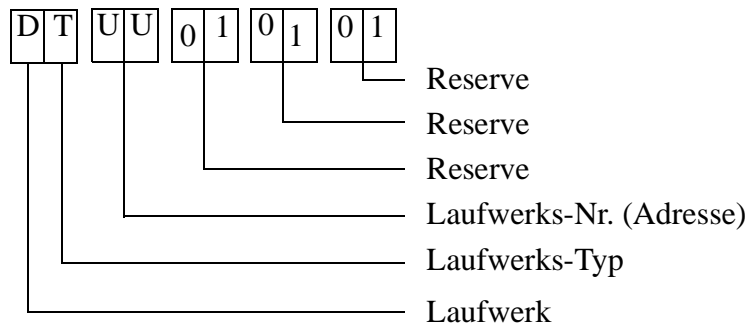 D T U U 0 1 0 1 0 1
Reserve
Reserve
Reserve
Laufwerks-Nr. (Adresse)
Laufwerks-Typ
Laufwerk